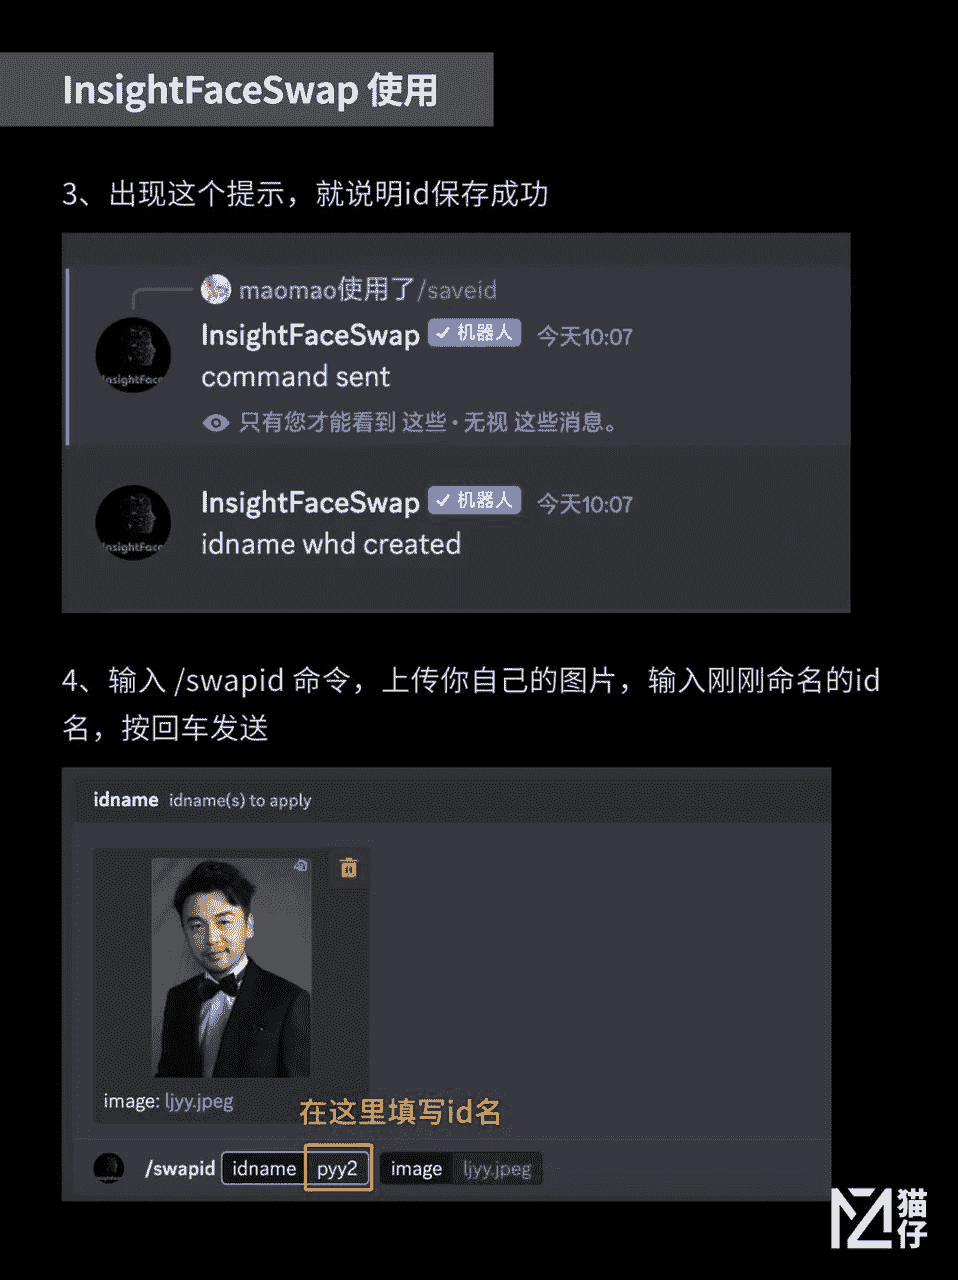 InsightFaceSwap 使用
3、出现这个提示，就说明id保存成功
maomao使用了/saveid
InsightFaceSwap ✓ 机器人 今天10:07
command sent
只有您才能看到 这些 · 无视 这些消息。
InsightFace
InsightFaceSwap ✓ 机器人 今天10:07
idname whd created
InsightFace
4、输入 /swapid 命令，上传你自己的图片，输入刚刚命名的id
名，按回车发送
idname idname(s) to apply
image: ljyy.jpeg
在这里填写id名
/swapid idname pyy2 image ljyy.jpeg
猫
仔